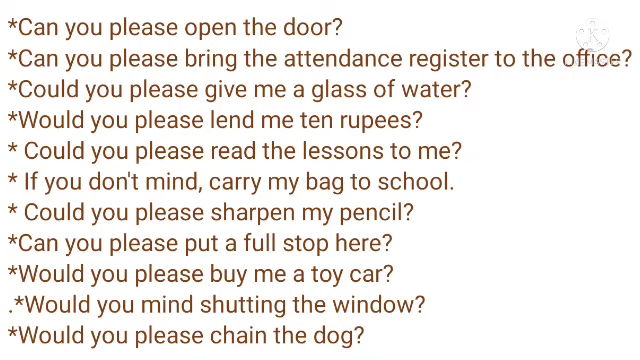 *Can you please open the door?
*Can you please bring the attendance register to the office?
*Could you please give me a glass of water?
*Would you please lend me ten rupees?
* Could you please read the lessons to me?
* If you don't mind, carry my bag to school.
* Could you please sharpen my pencil?
*Can you please put a full stop here?
*Would you please buy me a toy car?
.*Would you mind shutting the window?
*Would you please chain the dog?